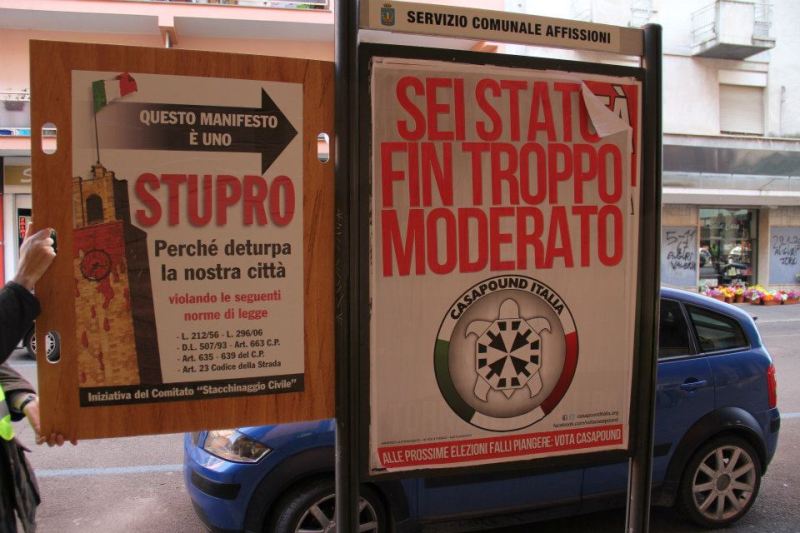 SERVIZIO COMUNALE AFFISSIONI
QUESTO MANIFESTO
È UNO
STUPRO
Perché deturpa
la nostra città
violando le seguenti
norme di legge
- L. 212/56 - L. 296/06
- D.L. 507/93 - Art. 663 C.P.
- Art. 635 - 639 del C.P.
- Art. 23 Codice della Strada
Iniziativa del Comitato "Stacchinaggio Civile"
SEI STATO
FIN TROPPO
MODERATO
CASAPOUND ITALIA
casapounditalia.org
ALLE PROSSIME ELEZIONI FALLI PIANGERE: VOTA CASAPOUND